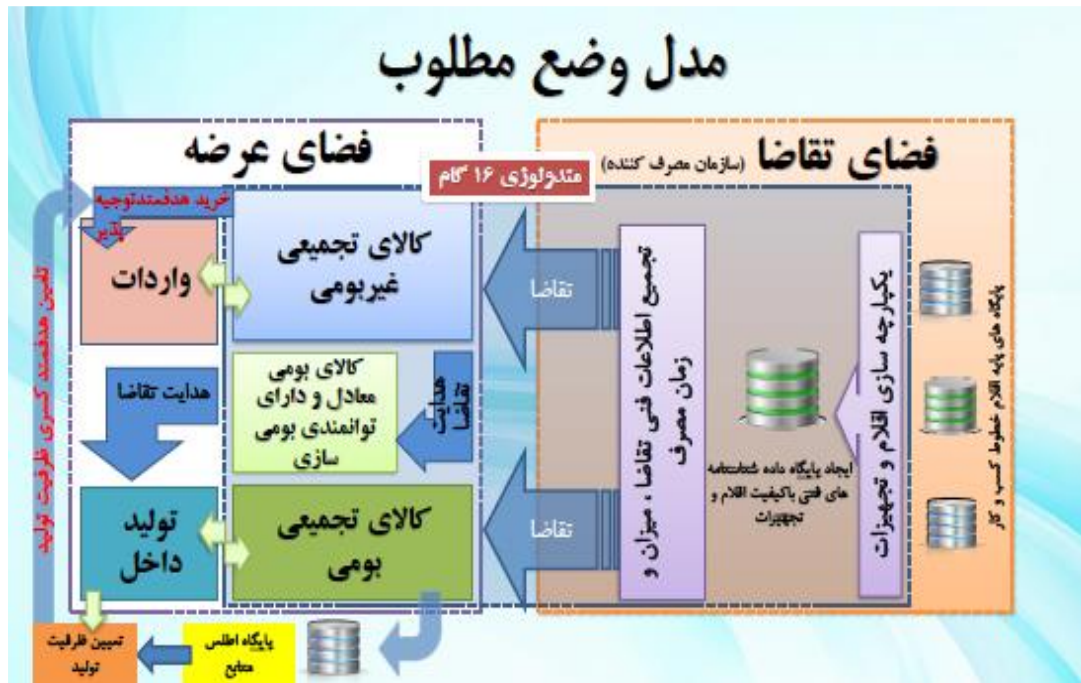 مدل وضع مطلوب
فضای تقاضا (سازمان مصرف کننده)
فضای عرضه
متدولوژی ۱۶ گام
پایگاه های پایه اقلام خطوط کسب و کار
یکپارچه سازی اقلام و تجهیزات
ایجاد پایگاه داده شناسنامه
های فنی باکیفیت اقلام و
تجهیزات
تجمیع اطلاعات فنی تقاضا ، میزان و
زمان مصرف
تقاضا
تقاضا
کالای تجمیعی
غیربومی
هدایت
تقاضا
کالای بومی
معادل و دارای
توانمندی بومی
سازی
کالای تجمیعی
بومی
خرید هدفمندتوجیه
پذیر
واردات
هدایت تقاضا
تولید
داخل
تامین هدفمند کسری ظرفیت تولید
پایگاه اطلس
منابع
تعیین ظرفیت
تولید